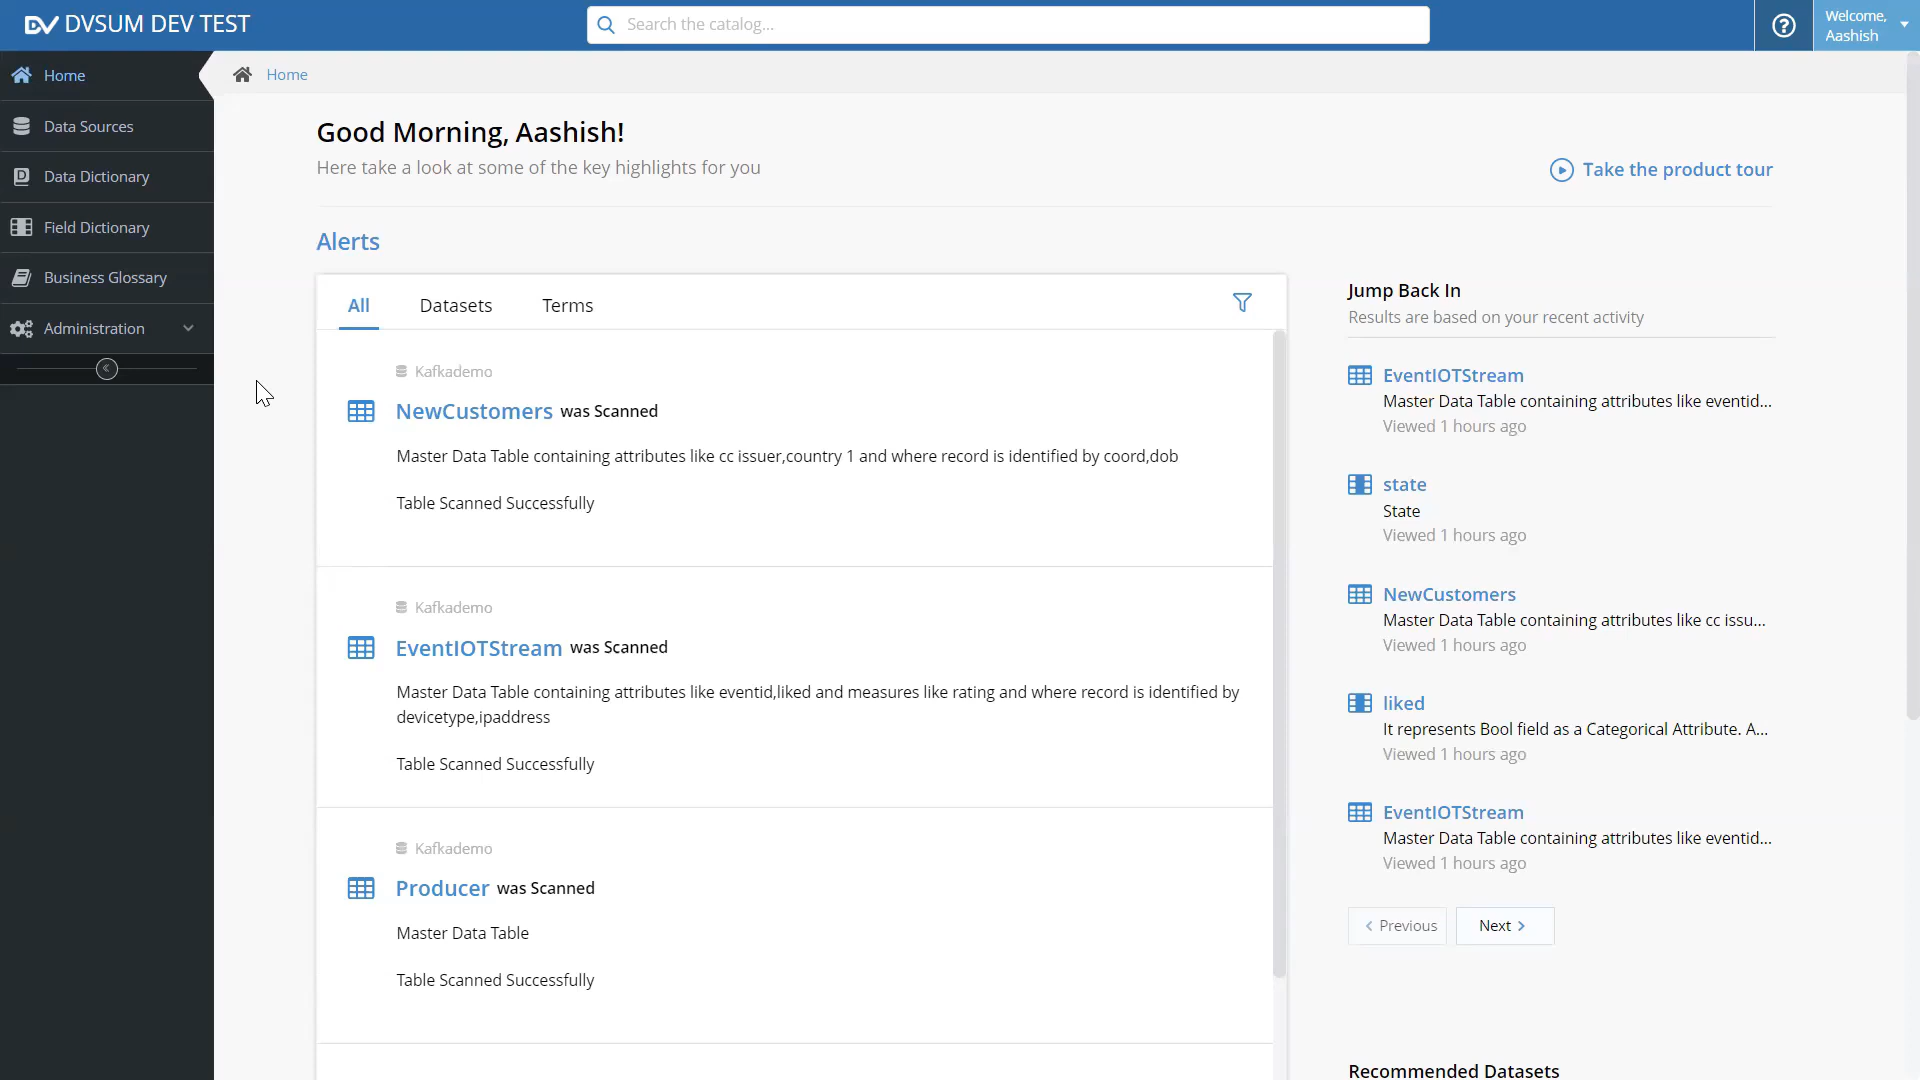 DV DVSUM DEV TEST
Search the catalog...
Welcome,
Aashish
Home
Data Sources
Data Dictionary
Field Dictionary
Business Glossary
Administration
Home
Good Morning, Aashish!
Here take a look at some of the key highlights for you
Take the product tour
Alerts
All Datasets Terms
Kafkademo
NewCustomers was Scanned
Master Data Table containing attributes like cc issuer,country 1 and where record is identified by coord,dob
Table Scanned Successfully
Kafkademo
EventIOTStream was Scanned
Master Data Table containing attributes like eventid,liked and measures like rating and where record is identified by
devicetype,ipaddress
Table Scanned Successfully
Kafkademo
Producer was Scanned
Master Data Table
Table Scanned Successfully
Jump Back In
Results are based on your recent activity
EventIOTStream
Master Data Table containing attributes like eventid...
Viewed 1 hours ago
state
State
Viewed 1 hours ago
NewCustomers
Master Data Table containing attributes like cc issu...
Viewed 1 hours ago
liked
It represents Bool field as a Categorical Attribute. A...
Viewed 1 hours ago
EventIOTStream
Master Data Table containing attributes like eventid...
Viewed 1 hours ago
Previous Next
Recommended Datasets